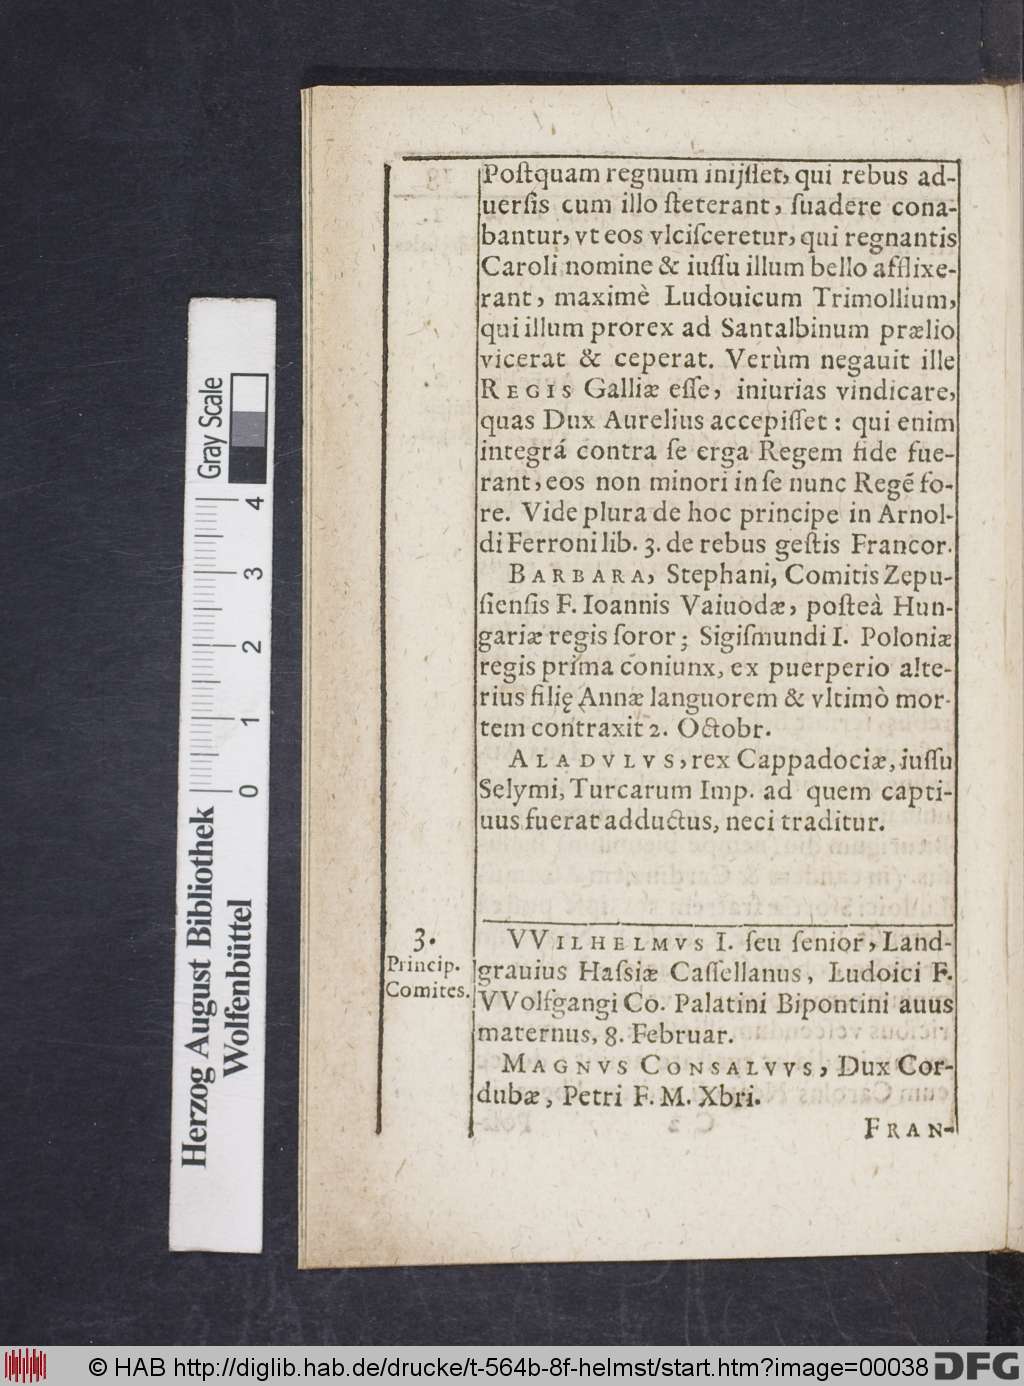 Poſtquam regnum inijſſet, qui rebus ad-
uerſis cum illo ſteterant, ſuadere cona-
bantur, vt eos vlciſceretur, qui regnantis
Caroli nomine & iuſſu illum bello afflixe-
rant, maximè Ludouicum Trimollium,
qui illum prorex ad Santalbinum prælio
vicerat & ceperat. Verùm negauit ille
REGIS Galliæ eſſe, iniurias vindicare,
quas Dux Aurelius accepiſſet: qui enim
integrá contra ſe erga Regem fide fue-
rant, eos non minori in ſe nunc Regẽ fo-
re. Vide plura de hoc principe in Arnol-
di Ferroni lib. 3. de rebus geſtis Francor.
BARBARA, Stephani, Comitis Zepu-
ſienſis F. Ioannis Vaiuodæ, poſteà Hun-
gariæ regis ſoror; Sigiſmundi I. Poloniæ
regis prima coniunx, ex puerperio alte-
rius filię Annæ languorem & vltimò mor-
tem contraxit 2. Octobr.
ALADVLVS, rex Cappadociæ, iuſſu
Selymi, Turcarum Imp. ad quem capti-
uus fuerat adductus, neci traditur.
3.
Princip.
Comites.
VVILHELMVS I. ſeu ſenior, Land-
grauius Haſsiæ Caſſellanus, Ludoici F.
VVolfgangi Co. Palatini Bipontini auus
maternus, 8. Februar.
MAGNVS CONSALVVS, Dux Cor-
dubæ, Petri F. M. Xbri.
FRAN-
Gray Scale
4
3
2
1
0
Herzog August Bibliothek
Wolfenbüttel
© HAB http://diglib.hab.de/drucke/t-564b-8f-helmst/start.htm?image=00038
DFG